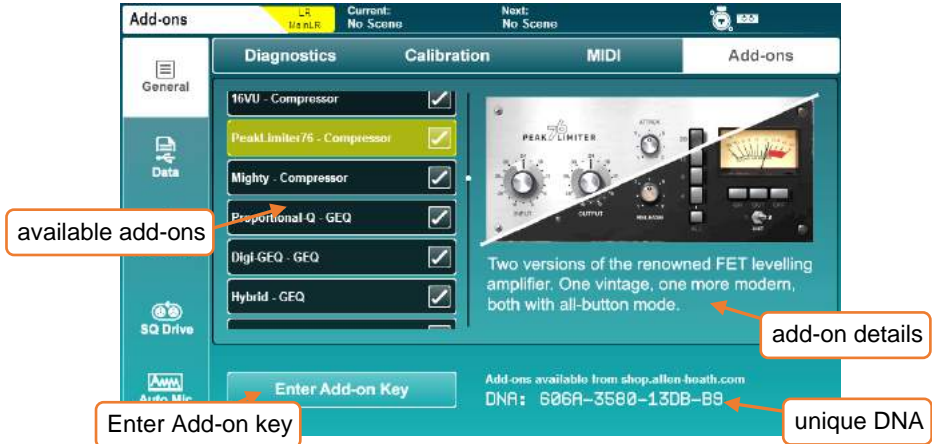 Add-ons
LR
MainLR
Current:
No Scene
Next:
No Scene
General
Data
SQ Drive
Auto Mic
Diagnostics
Calibration
MIDI
Add-ons
16VU - Compressor
PeakLimiter76 - Compressor
Mighty - Compressor
Proportional-Q - GEQ
Digi-GEQ - GEQ
Hybrid - GEQ
PEAK LIMITER
76
ATTACK
INPUT
OUTPUT
RELEASE
ALL
Two versions of the renowned FET levelling
amplifier. One vintage, one more modern,
both with all-button mode.
Enter Add-on Key
Add-ons available from shop.allen-heath.com
DNA: 606A-3580-13DB-B9
available add-ons
add-on details
Enter Add-on key
unique DNA